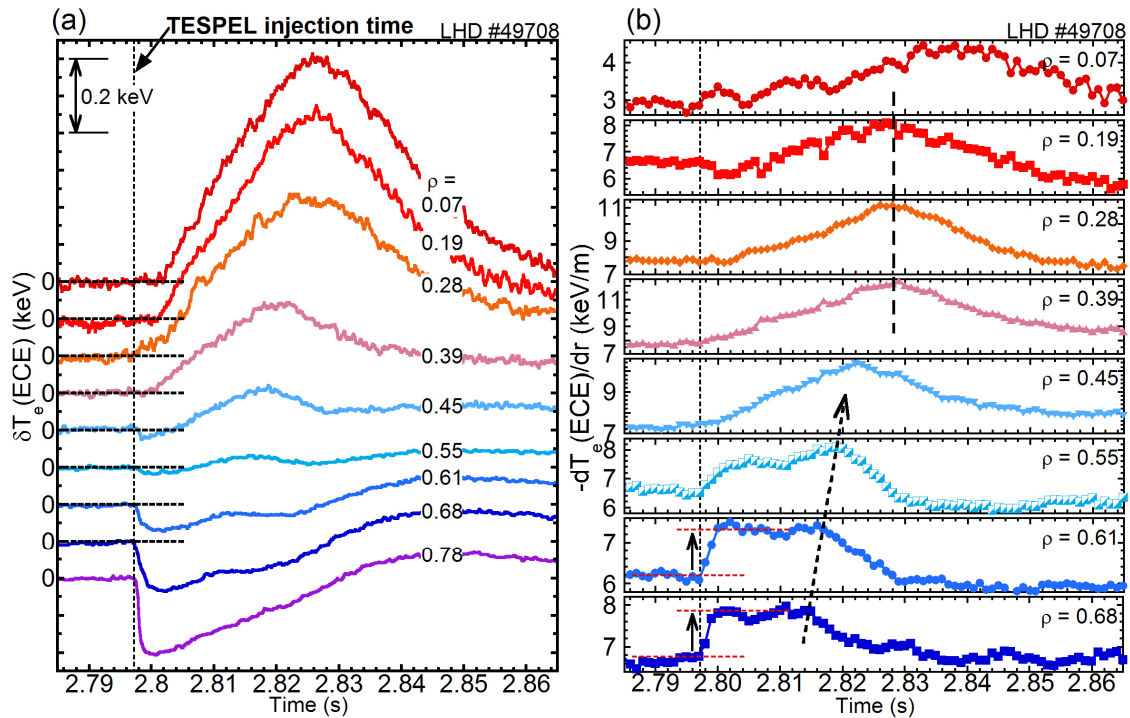 (a)
TESPEL injection time
LHD #49708
0.2 keV
δT_e(ECE) (keV)
0
0
0
0
0
0
0
0
0
ρ =
0.07
0.19
0.28
0.39
0.45
0.55
0.61
0.68
0.78
2.79 2.8 2.81 2.82 2.83 2.84 2.85 2.86
Time (s)
(b)
LHD #49708
-dT_e(ECE)/dr (keV/m)
4
3
ρ = 0.07
8
7
6
ρ = 0.19
11
9
7
ρ = 0.28
11
9
7
ρ = 0.39
9
7
ρ = 0.45
8
7
6
ρ = 0.55
7
6
ρ = 0.61
8
7
ρ = 0.68
2.79 2.80 2.81 2.82 2.83 2.84 2.85 2.86
Time (s)